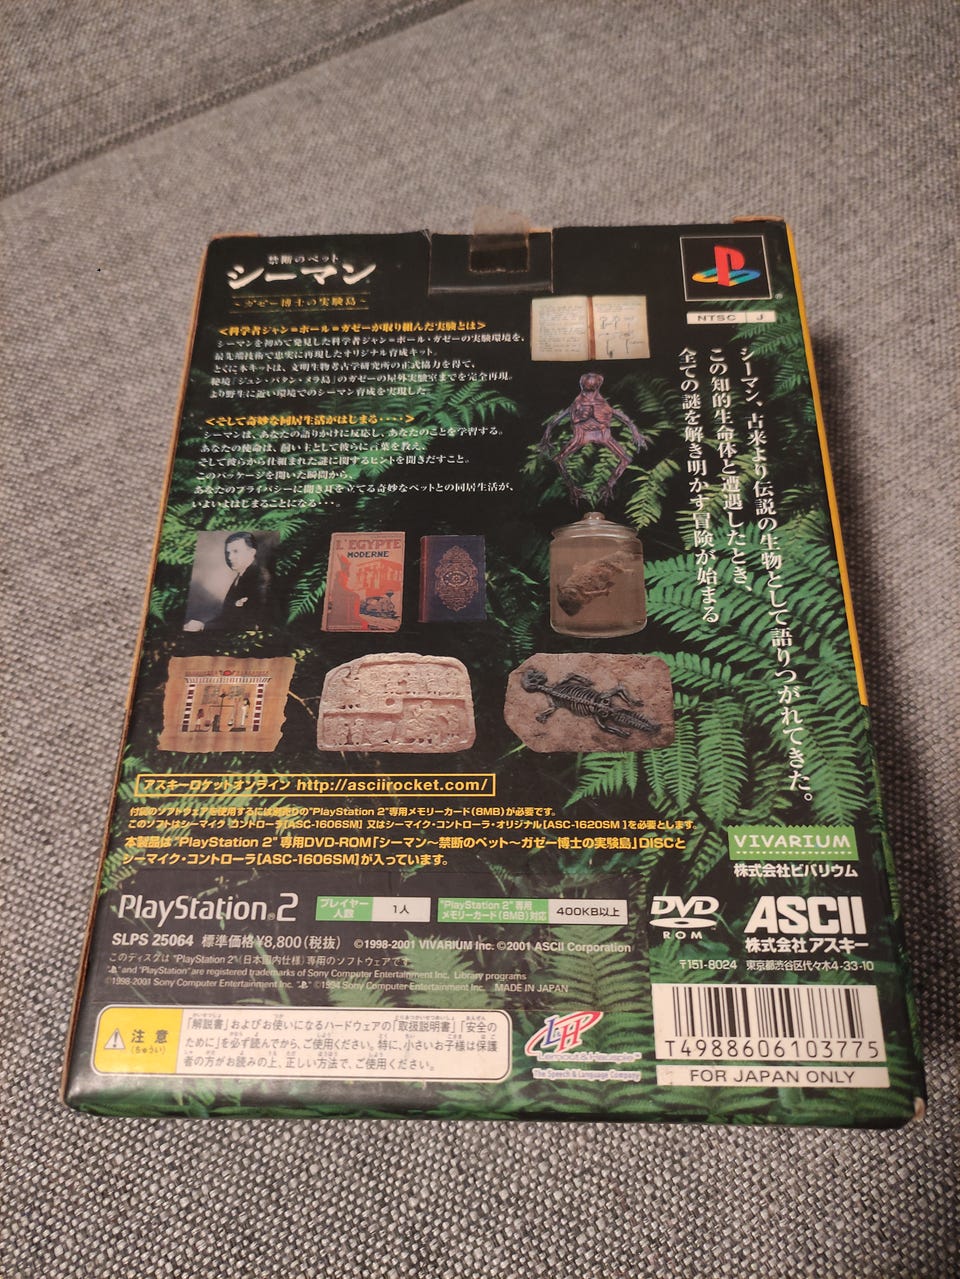 禁断のペット
シーマン
~ガゼー博士の実験島~
<科学者ジャン=ポール=ガゼーが取り組んだ実験とは>
シーマンを初めて発見した科学者ジャン=ポール・ガゼーの実験環境を、
最先端技術で忠実に再現したオリジナル育成キット。
とくに本キットは、文明生物考古学研究所の正式協力を得て、
秘境「ジュン・バタン・メラ島」のガゼーの屋外実験室までを完全再現。
より野生に近い環境でのシーマン育成を実現した
<そして奇妙な同居生活がはじまる・・・・>
シーマンは、あなたの語りかけに反応し、あなたのことを学習する。
あなたの使命は、飼い主として彼らに言葉を教え、
そして彼らから仕組まれた謎に関するヒントを聞きだすこと。
このパッケージを開いた瞬間から、
あなたのプライバシーに聞き耳を立てる奇妙なペットとの同居生活が、
いよいよはじまることになる・・・。
NTSC J
シーマン、古来より伝説の生物として語りつがれてきた。
この知的生命体と遭遇したとき、
全ての謎を解き明かす冒険が始まる
L'EGYPTE
MODERNE
アスキーロケットオンライン http://asciirocket.com/
付属のソフトウェアを使用するには別売りの"PlayStation 2"専用メモリーカード(8MB)が必要です。
このソフトはシーマイク・コントローラ[ASC-1606SM] 又はシーマイク・コントローラ・オリジナル[ASC-1620SM]を必要とします。
本製品は"PlayStation 2"専用DVD-ROM「シーマン~禁断のペット~ガゼー博士の実験島」DISCと
シーマイク・コントローラ[ASC-1606SM]が入っています。
VIVARIUM
株式会社ビバリウム
PlayStation®2
プレイヤー人数 1人
"PlayStation 2"専用メモリーカード(8MB)対応 400KB以上
DVD
ROM
ASCII
株式会社アスキー
〒151-8024 東京都渋谷区代々木4-33-10
SLPS 25064 標準価格¥8,800(税抜) ©1998-2001 VIVARIUM Inc. ©2001 ASCII Corporation
このディスクは"PlayStation 2"(日本国内仕様)専用のソフトウェアです。
and "PlayStation" are registered trademarks of Sony Computer Entertainment Inc. Library programs
©1998-2001 Sony Computer Entertainment Inc. ©1994 Sony Computer Entertainment Inc. MADE IN JAPAN
注意
(ちゅうい)
「解説書」およびお使いになるハードウェアの「取扱説明書」「安全の
ために」を必ず読んでから、ご使用ください。特に、小さいお子様は保護
者の方がお読みの上、正しい方法で、ご使用ください。
L&H
Lernout & Hauspie™
The Speech & Language Company
T4988606103775
FOR JAPAN ONLY